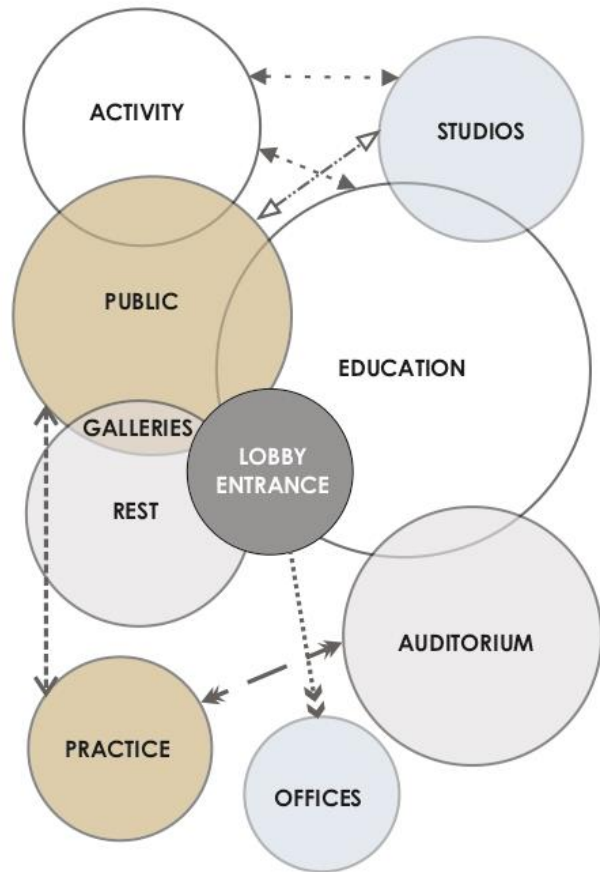 ACTIVITY
STUDIOS
PUBLIC
EDUCATION
GALLERIES
LOBBY
ENTRANCE
REST
AUDITORIUM
PRACTICE
OFFICES